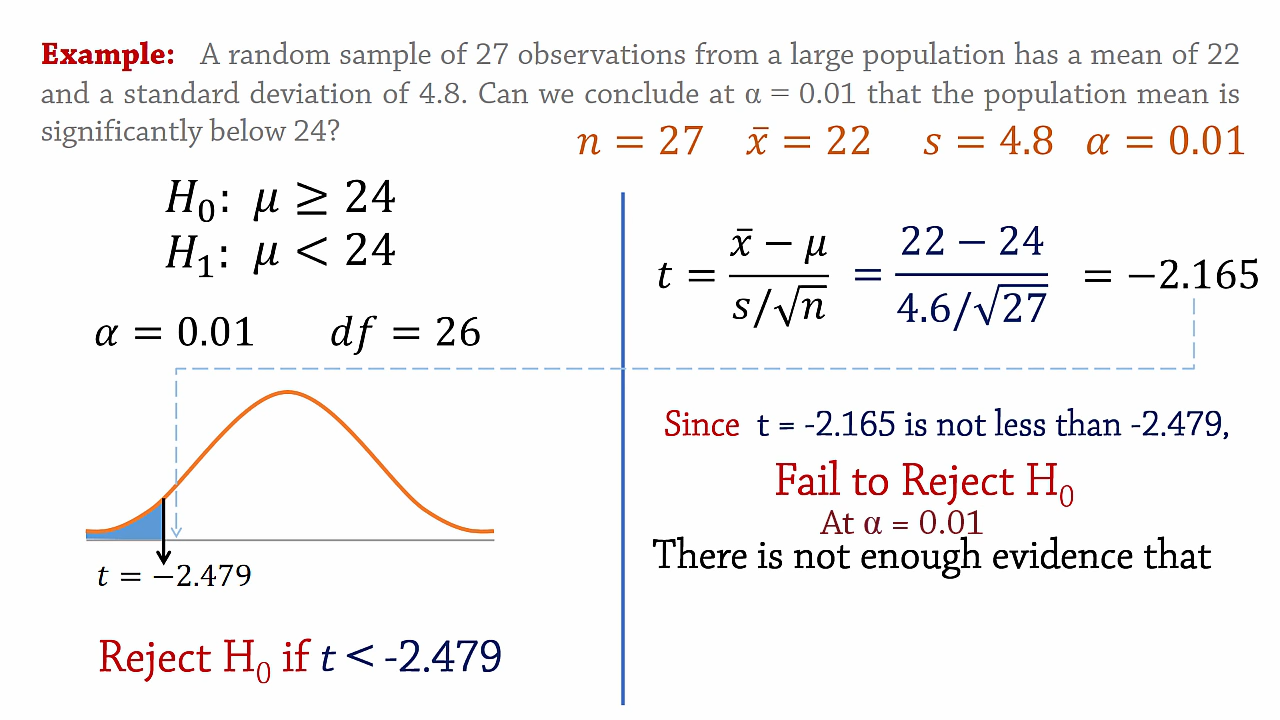 Example: A random sample of 27 observations from a large population has a mean of 22
and a standard deviation of 4.8. Can we conclude at α = 0.01 that the population mean is
significantly below 24?
n = 27 x̄ = 22 s = 4.8 α = 0.01
H₀: μ ≥ 24
H₁: μ < 24
α = 0.01 df = 26
t = −2.479
Reject H₀ if t < -2.479
t = (x̄ − μ)/(s/√n) = (22 − 24)/(4.6/√27) = −2.165
Since t = -2.165 is not less than -2.479,
Fail to Reject H₀
At α = 0.01
There is not enough evidence that